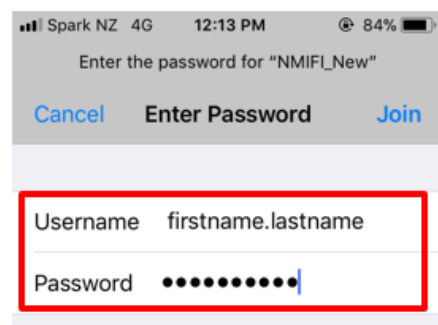 Spark NZ 4G 12:13 PM 84%
Enter the password for “NMIFI_New”
Cancel Enter Password Join
Username firstname.lastname
Password ●●●●●●●●●●